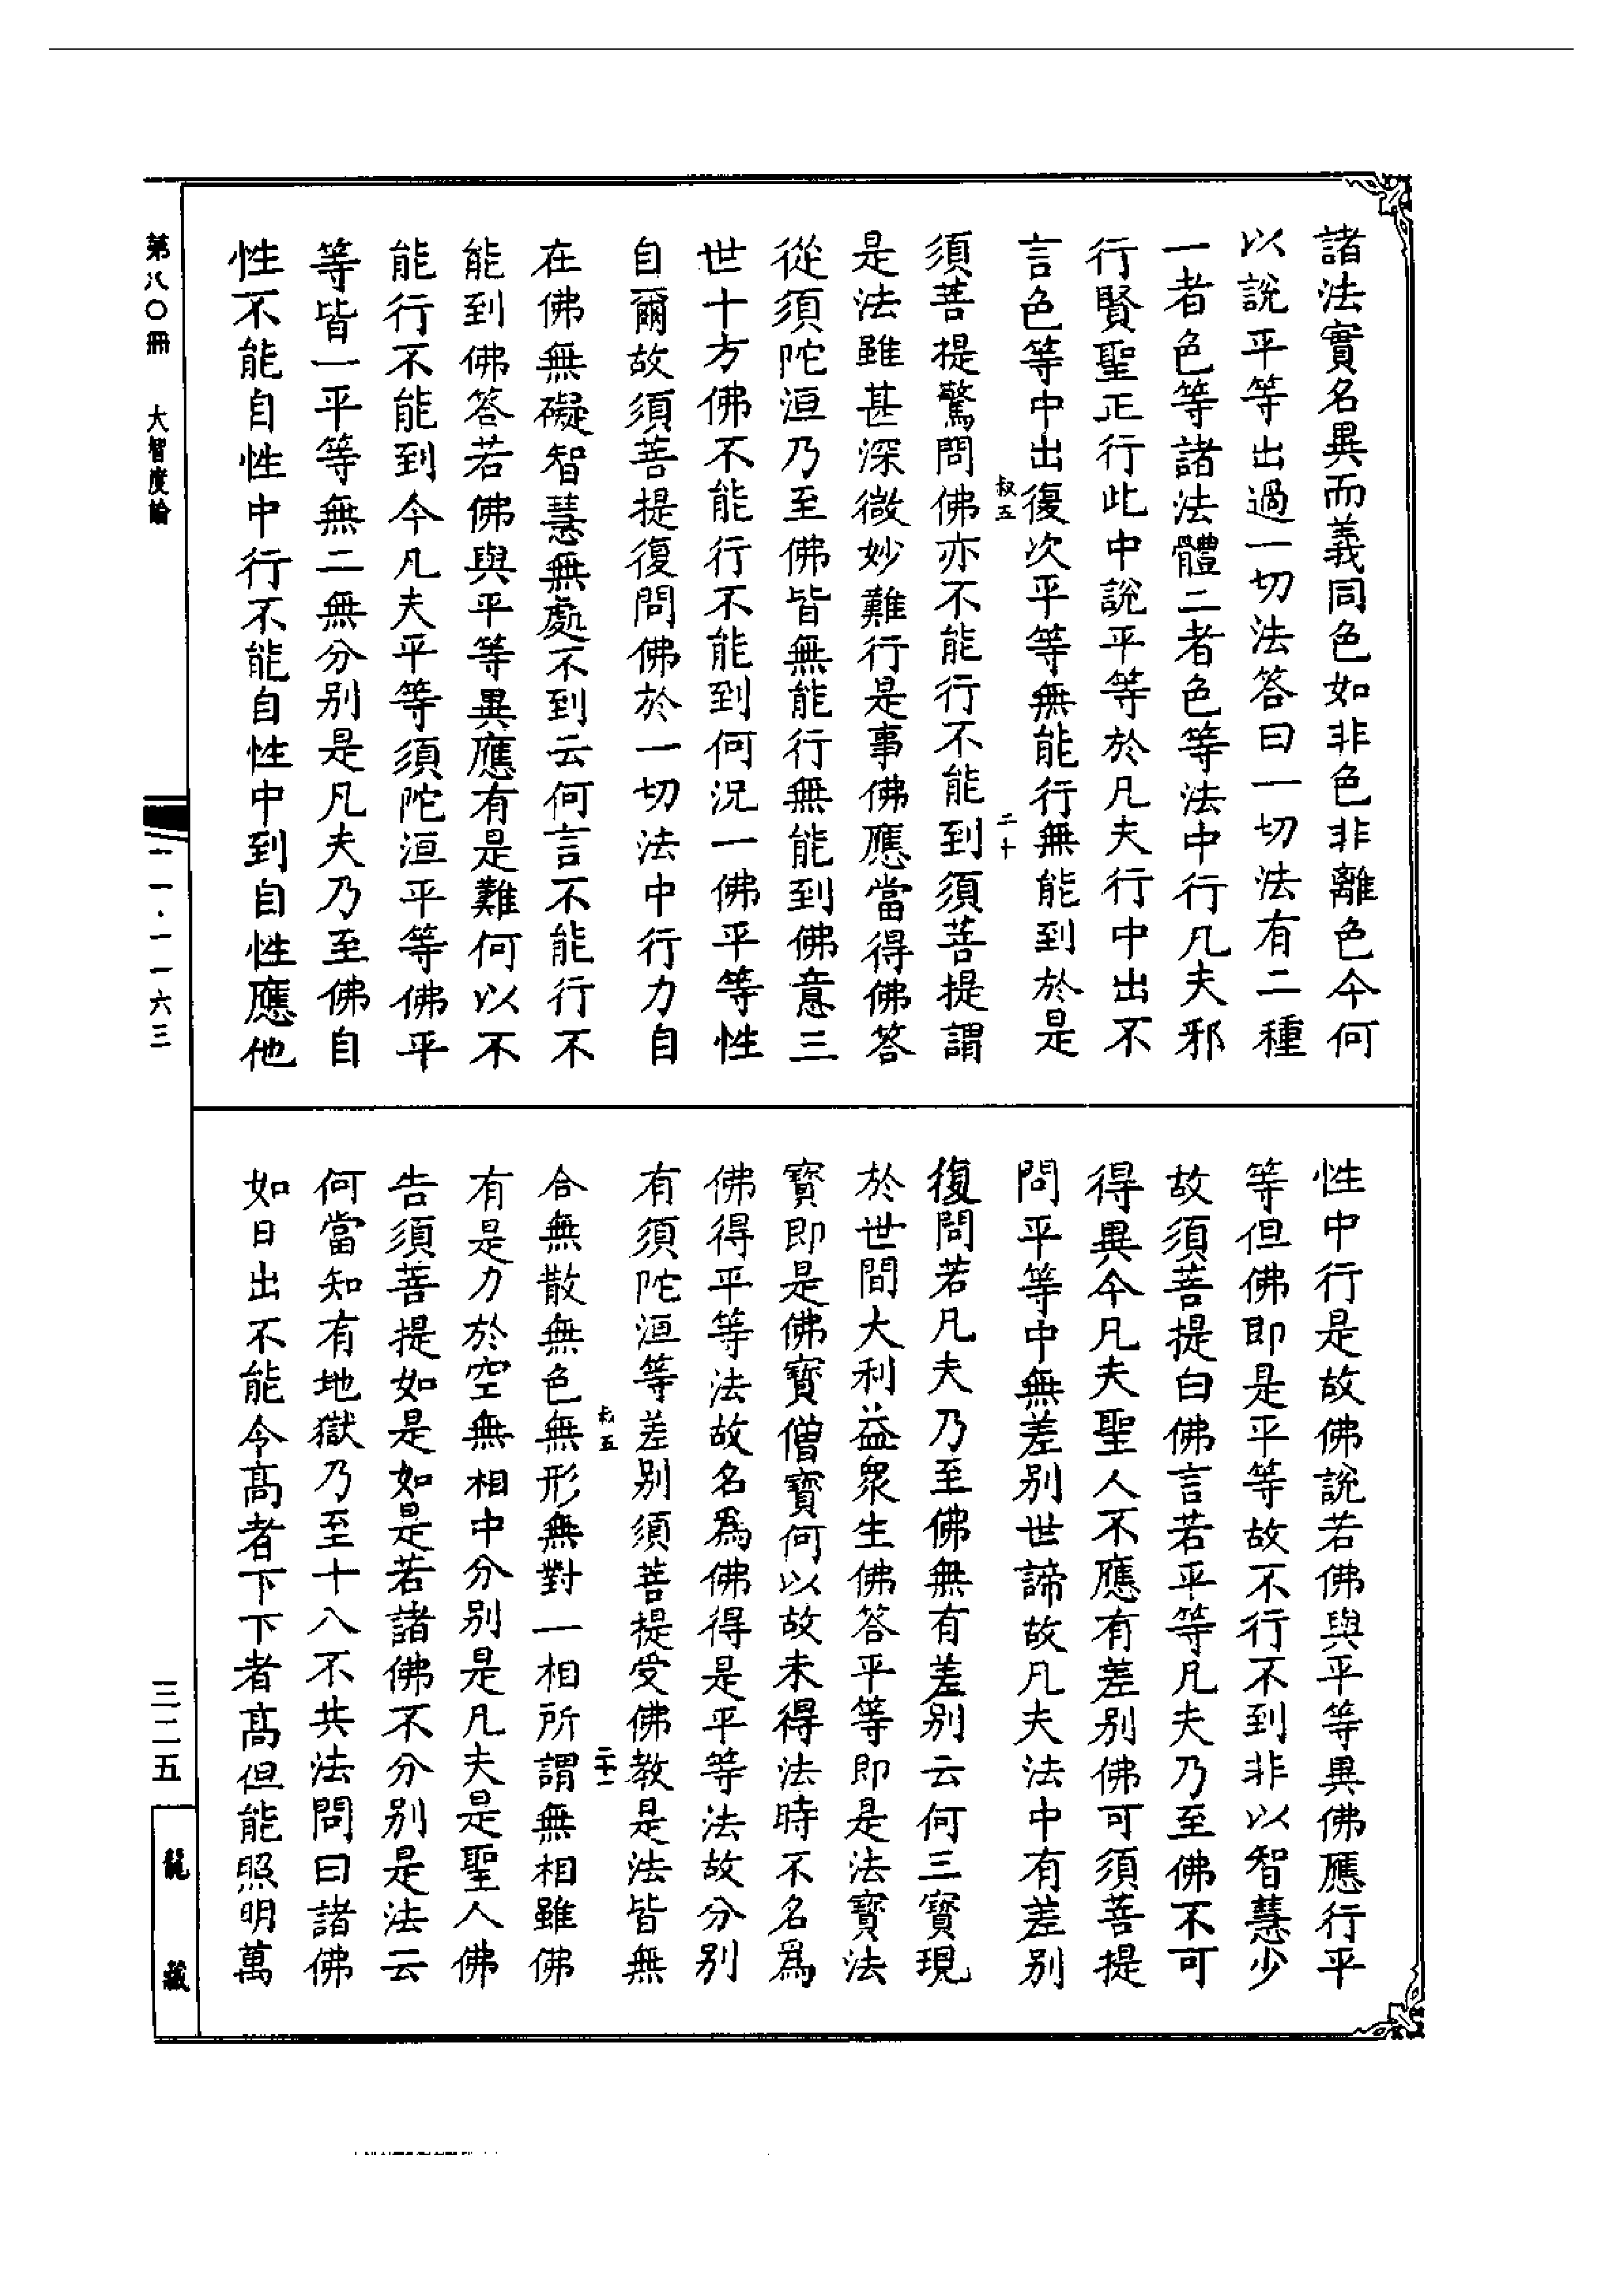 諸法實名異而義同色如非色非離色今何
以說平等出過一切法答曰一切法有二種
一者色等諸法體二者色等法中行凡夫邪
行賢聖正行此中說平等於凡夫行中出不
言色等中出復次平等無能行無能到於是
叔五
二十
須菩提驚問佛亦不能行不能到須菩提謂
是法雖甚深微妙難行是事佛應當得佛答
從須陀洹乃至佛皆無能行無能到佛意三
世十方佛不能行不能到何況一佛平等性
自爾故須菩提復問佛於一切法中行力自
在佛無礙智慧無處不到云何言不能行不
能到佛答若佛與平等異應有是難何以不
能行不能到今凡夫平等須陀洹平等佛平
等皆一平等無二無分別是凡夫乃至佛自
性不能自性中行不能自性中到自性應他
性中行是故佛說若佛與平等異佛應行平
等但佛即是平等故不行不到非以智慧少
故須菩提白佛言若平等凡夫乃至佛不可
得異今凡夫聖人不應有差別佛可須菩提
問平等中無差別世諦故凡夫法中有差別
復問若凡夫乃至佛無有差別云何三寶現
於世間大利益眾生佛答平等即是法寶法
寶即是佛寶僧寶何以故未得法時不名為
佛得平等法故名為佛得是平等法故分別
有須陀洹等差別須菩提受佛教是法皆無
叔五
二十一
合無散無色無形無對一相所謂無相雖佛
有是力於空無相中分別是凡夫是聖人佛
告須菩提如是如是若諸佛不分別是法云
何當知有地獄乃至十八不共法問曰諸佛
如日出不能令高者下下者高但能照明萬
第八〇冊 大智度論
一一·一一六三
三二五
龍藏